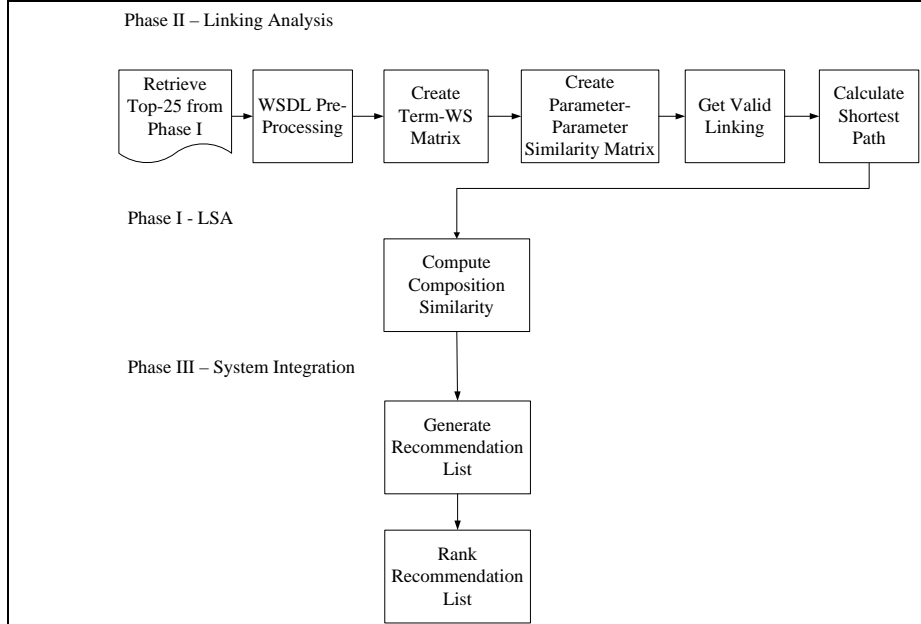 Phase II – Linking Analysis
Retrieve
Top-25 from
Phase I
WSDL Pre-
Processing
Create
Term-WS
Matrix
Create
Parameter-
Parameter
Similarity Matrix
Get Valid
Linking
Calculate
Shortest
Path
Phase I - LSA
Compute
Composition
Similarity
Phase III – System Integration
Generate
Recommendation
List
Rank
Recommendation
List